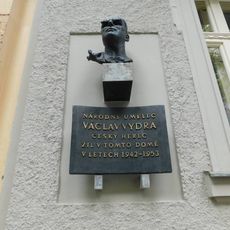 NÁRODNÍ UMĚLEC
VÁCLAV VYDRA
ČESKÝ HEREC
ŽIL V TOMTO DOMĚ
V LETECH 1942-1953